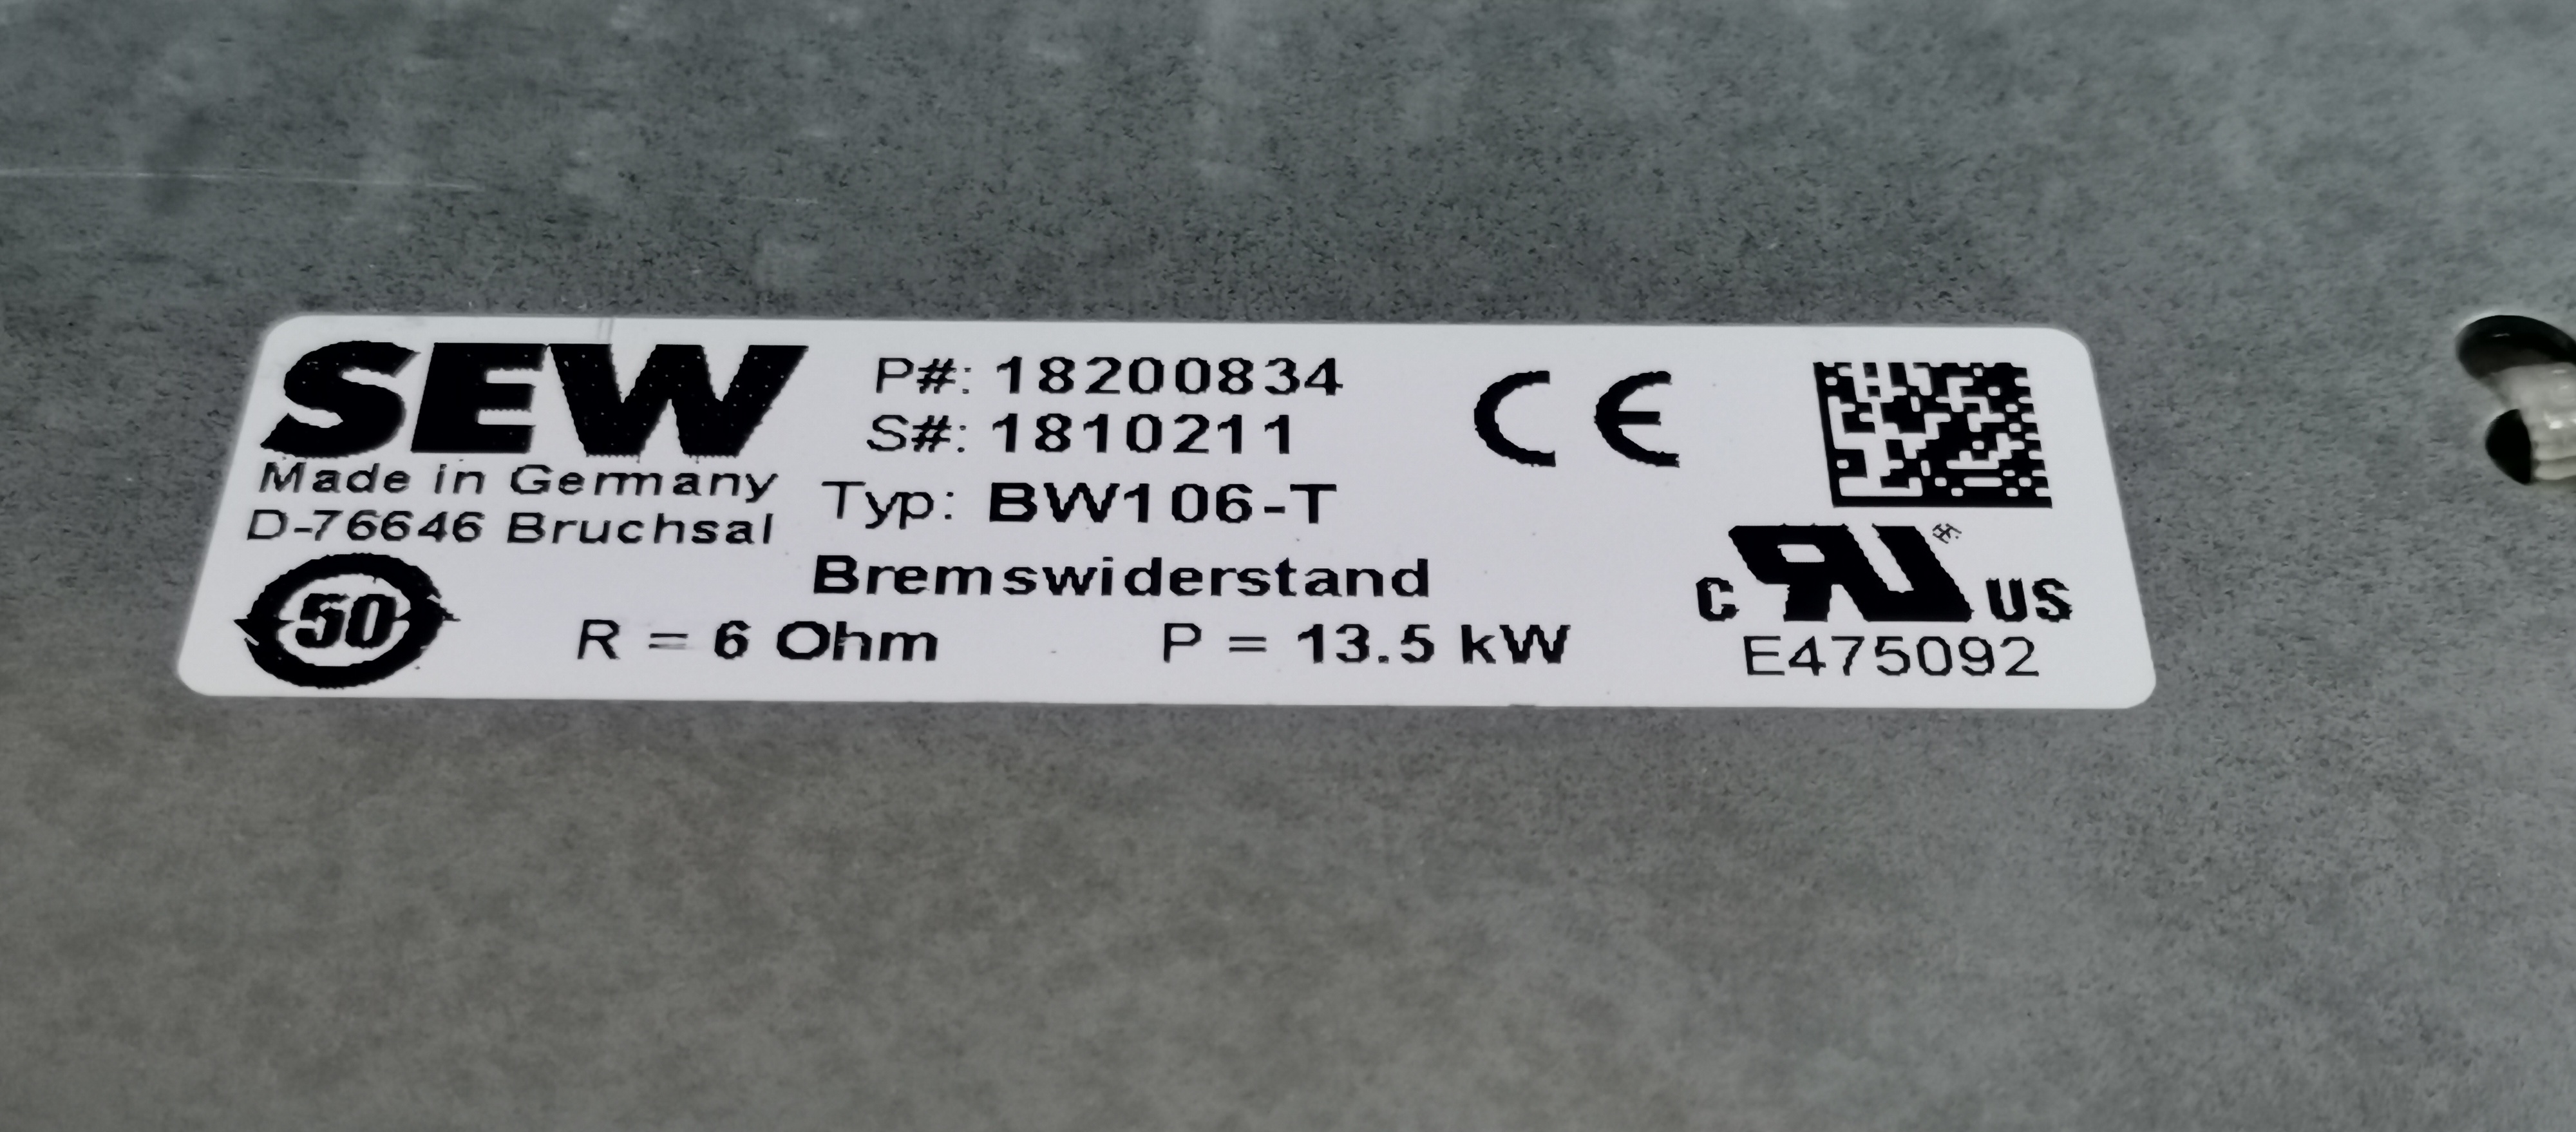 SEW
Made in Germany
D-76646 Bruchsal
50
P#: 18200834
S#: 1810211
Typ: BW106-T
Bremswiderstand
R = 6 Ohm
P = 13.5 kW
CE
c RU US
E475092